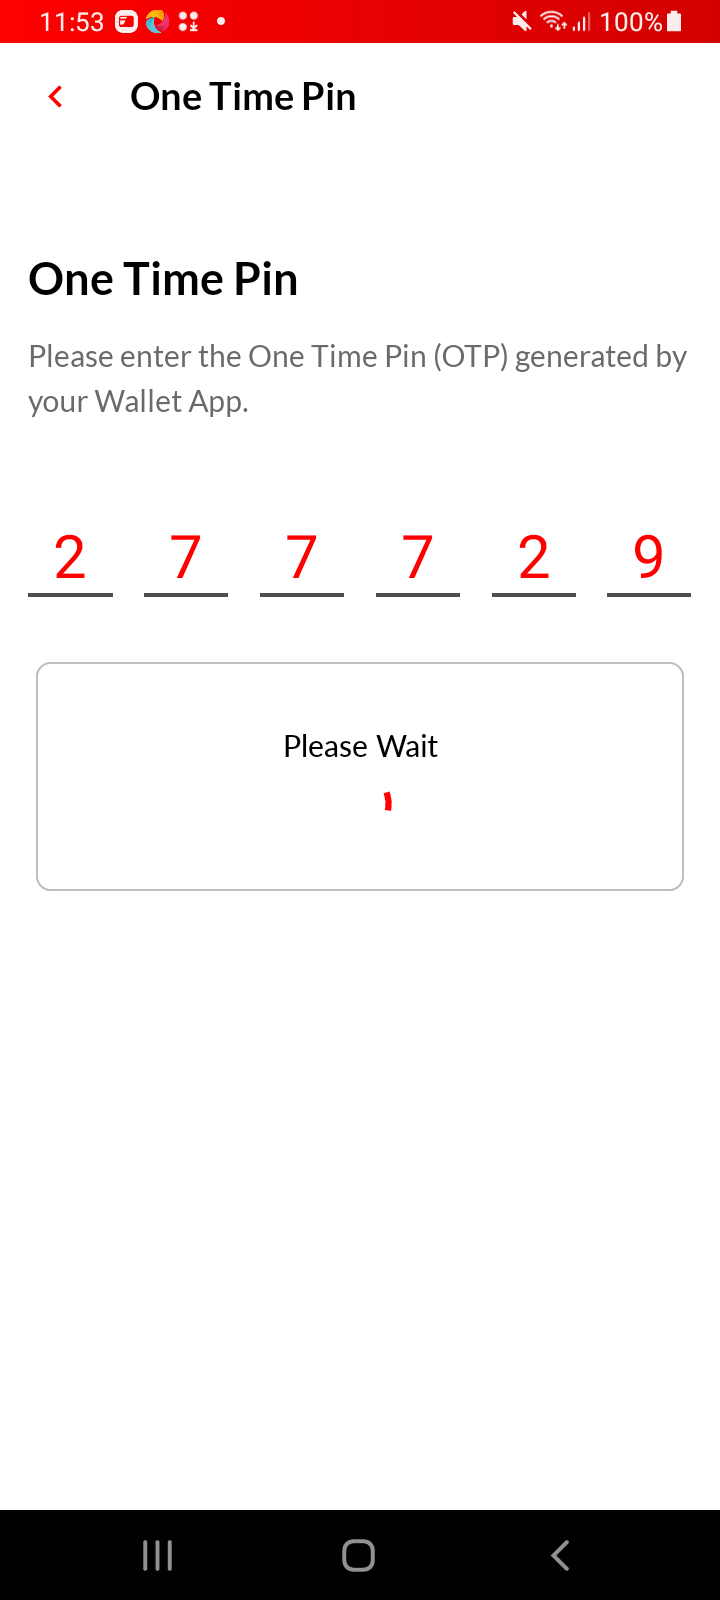 11:53
100%
One Time Pin
One Time Pin
Please enter the One Time Pin (OTP) generated by
your Wallet App.
2 7 7 7 2 9
Please Wait